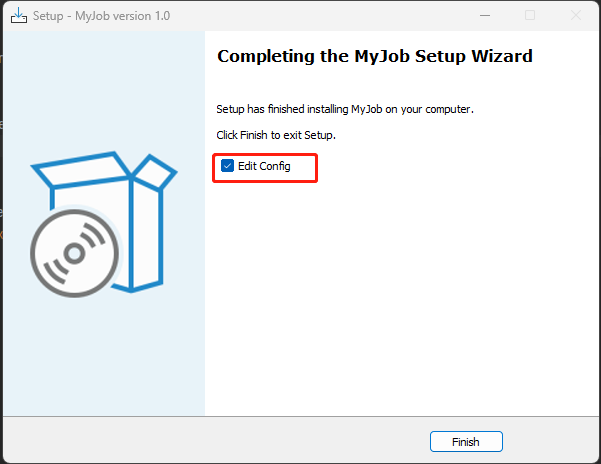 Setup - MyJob version 1.0
Completing the MyJob Setup Wizard
Setup has finished installing MyJob on your computer.
Click Finish to exit Setup.
Edit Config
Finish